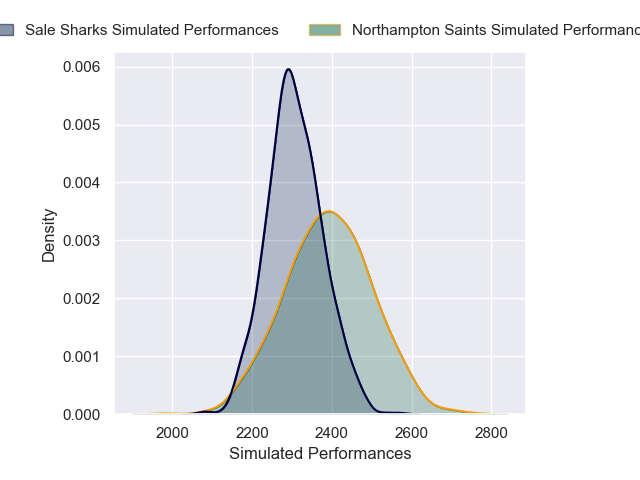 Sale Sharks Simulated Performances
Northampton Saints Simulated
0.006
0.005
0.004
0.003
0.002
0.001
0.000
Density
2000 2200 2400 2600 2800
Simulated Performances